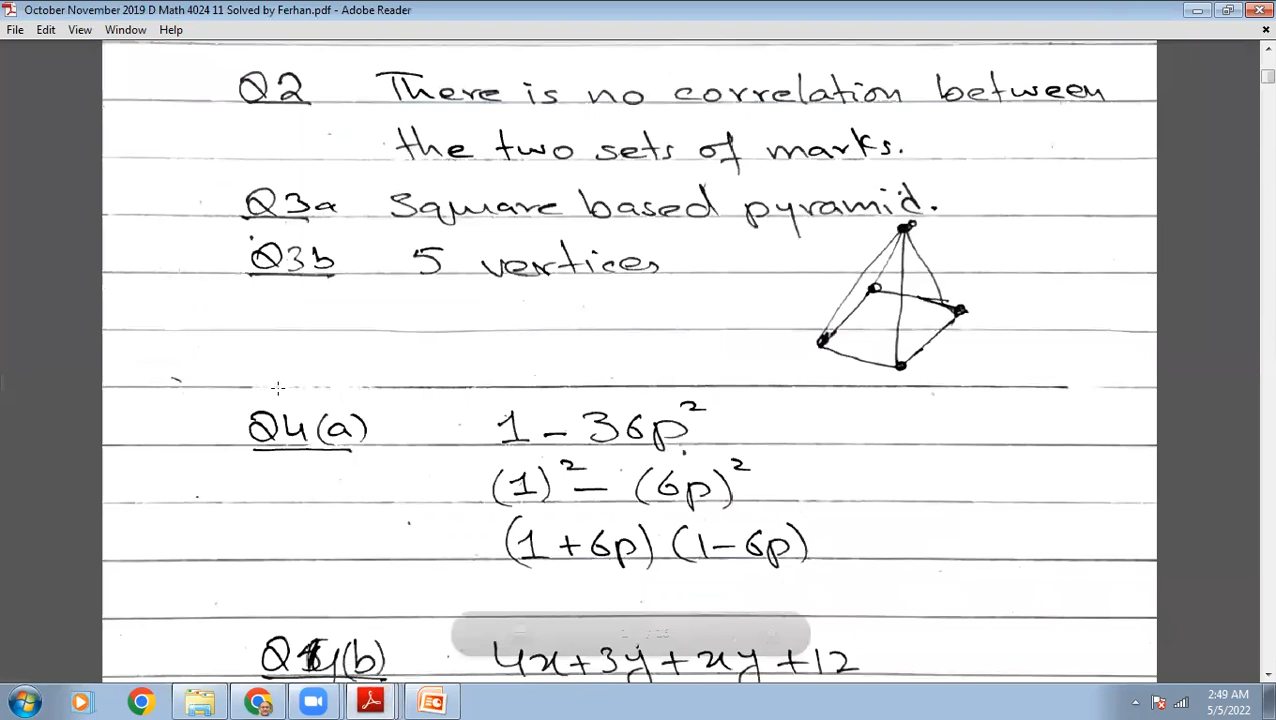 October November 2019 D Math 4024 11 Solved by Ferhan.pdf - Adobe Reader
File Edit View Window Help
Q2 There is no correlation between
the two sets of marks.
Q3a Square based pyramid.
Q3b 5 vertices
Q4(a) 1 - 36p²
(1)² - (6p)²
(1+6p) (1-6p)
Q4(b) 4x+3y+xy+12
2:49 AM
5/5/2022